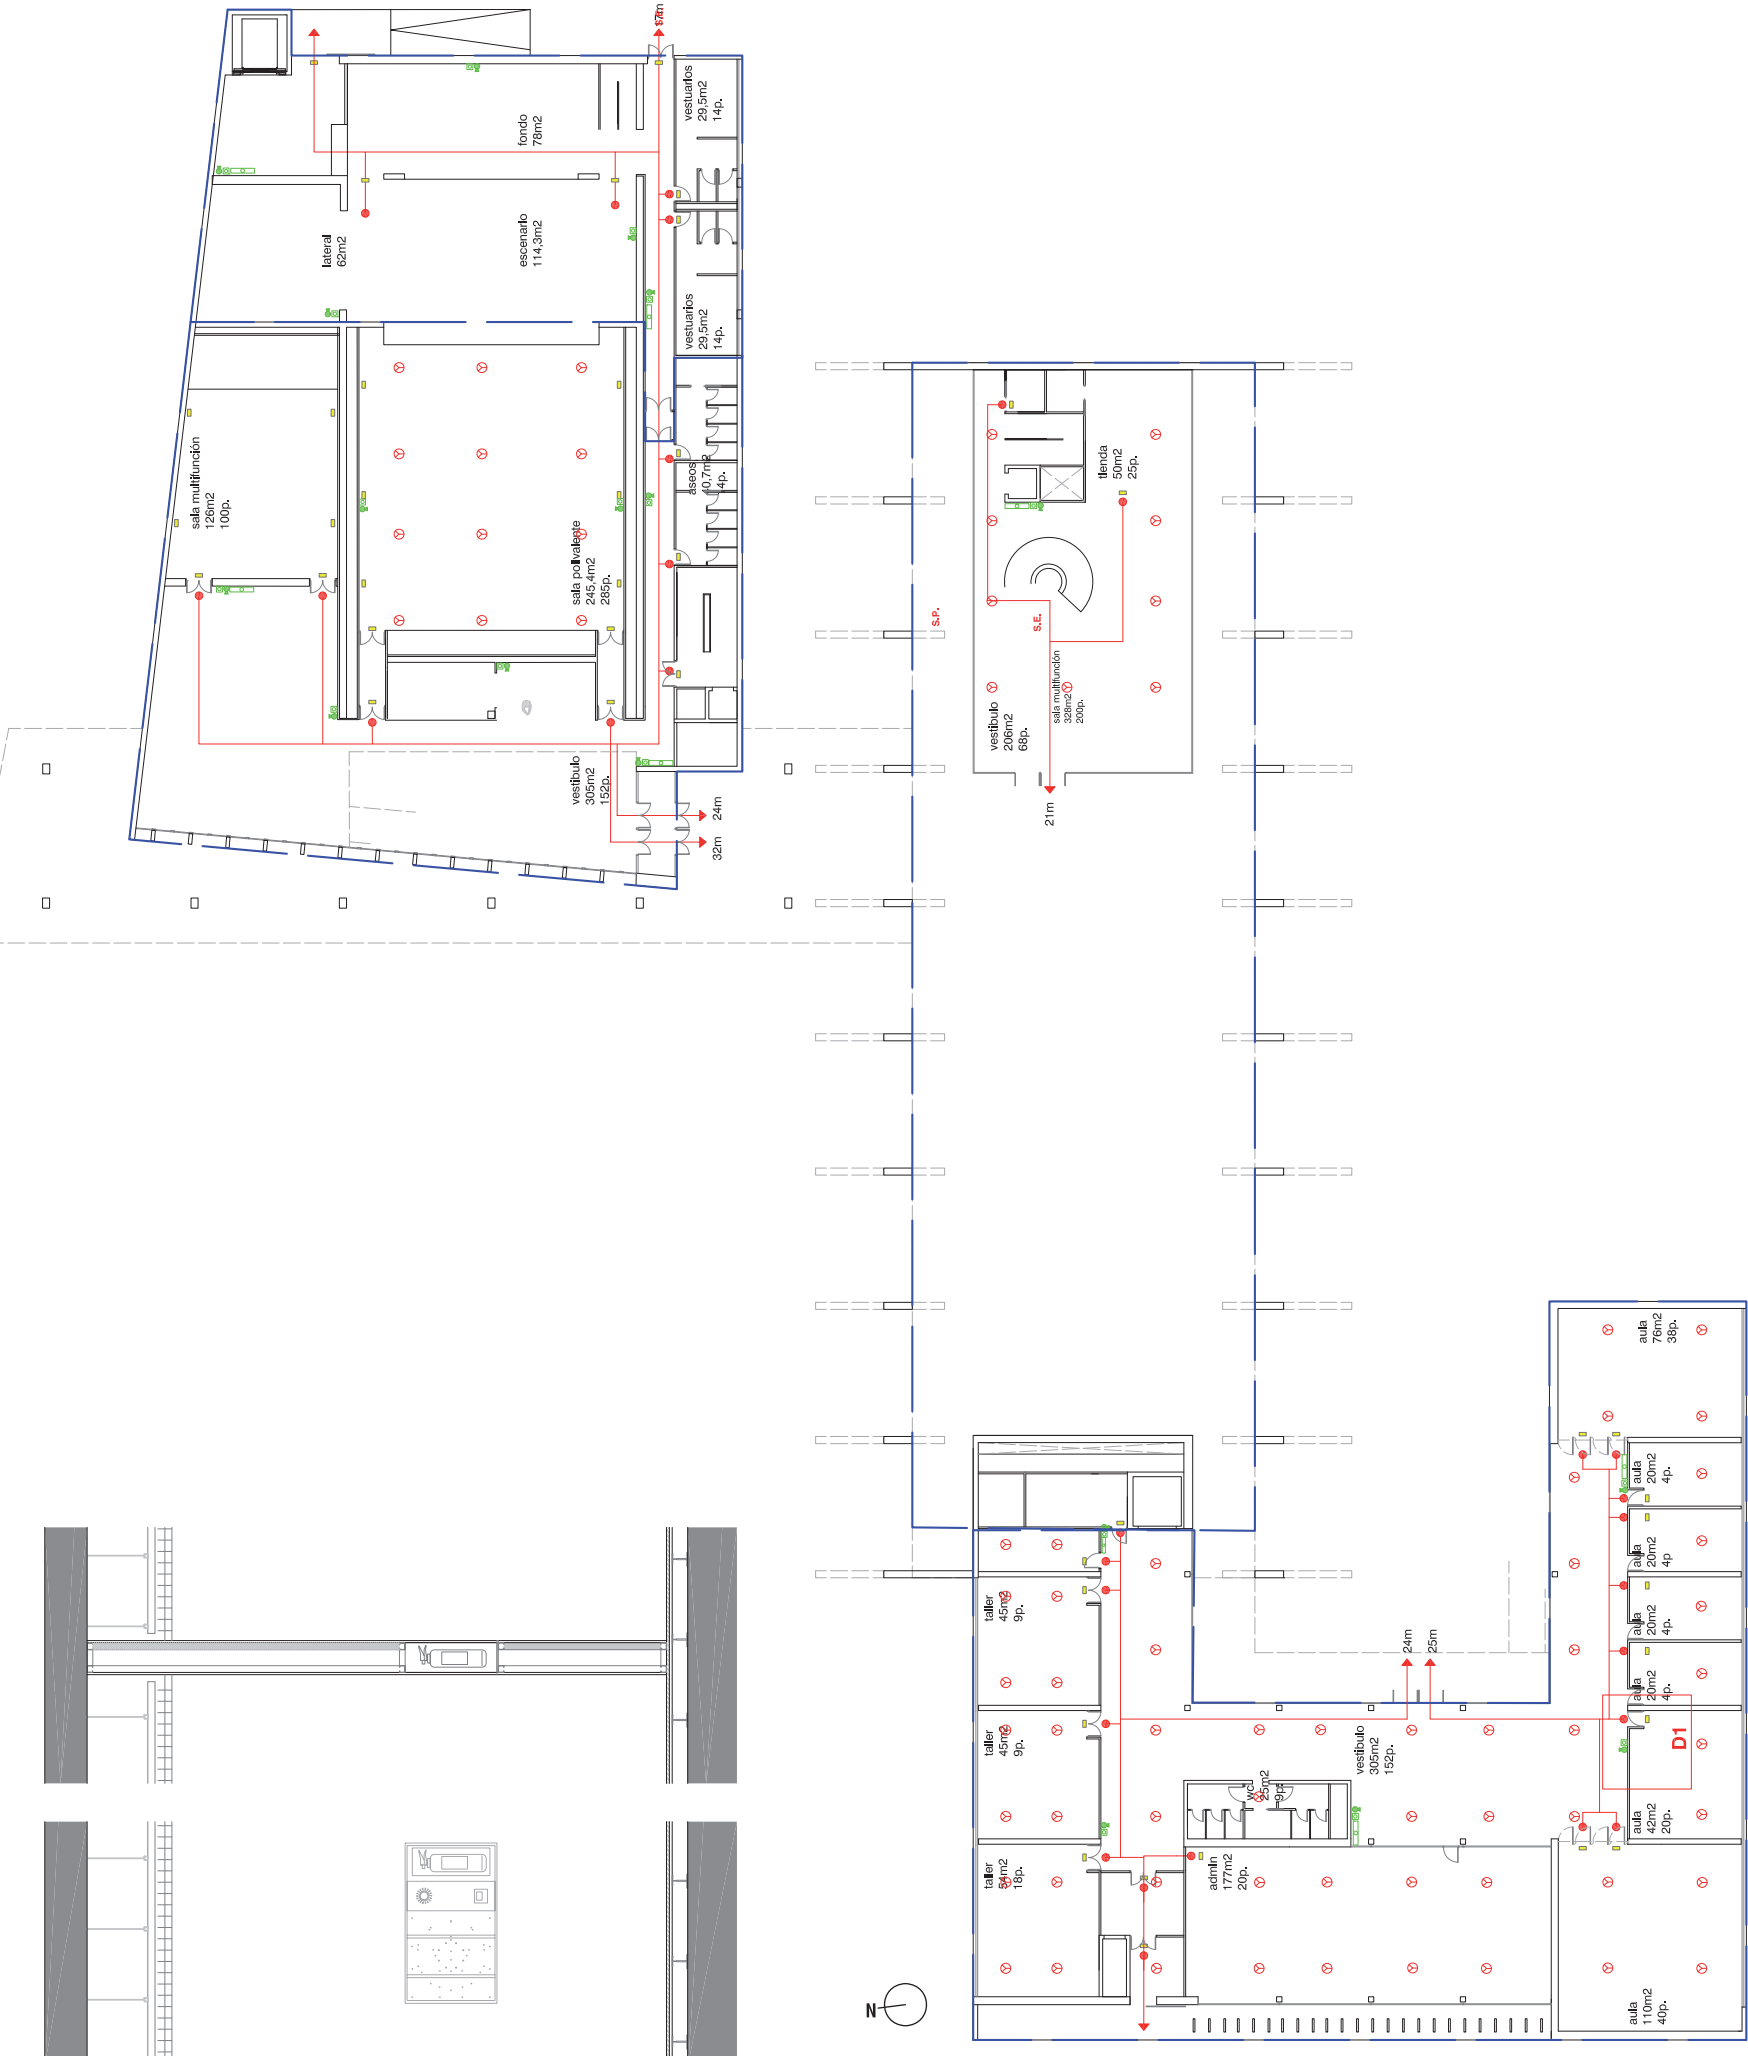 17m
S.E.
vestuarios
29,5m2
14p.
fondo
78m2
lateral
62m2
escenario
114,3m2
vestuarios
29,5m2
14p.
sala multifunción
126m2
100p.
aseos
sala polivalente
245,4m2
285p.
vestíbulo
305m2
152p.
24m
32m
tienda
50m2
25p.
S.P.
S.E.
sala multifunción
328m2
200p.
vestíbulo
206m2
68p.
21m
aula
76m2
38p.
aula
20m2
4p.
aula
20m2
4p
aula
20m2
4p.
aula
20m2
4p.
D1
aula
42m2
20p.
aula
110m2
40p.
24m
25m
vestíbulo
305m2
152p.
taller
45m2
9p.
taller
45m2
9p.
taller
54m2
18p.
wc
25m2
9p.
admin
177m2
20p.
N